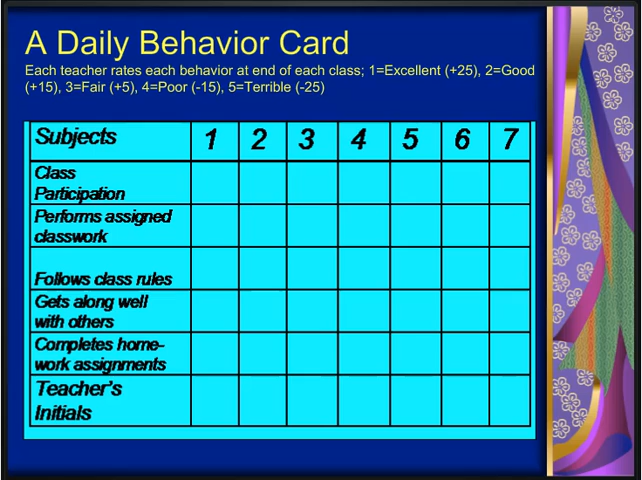 A Daily Behavior Card
Each teacher rates each behavior at end of each class; 1=Excellent (+25), 2=Good
(+15), 3=Fair (+5), 4=Poor (-15), 5=Terrible (-25)
Subjects 1 2 3 4 5 6 7
Class
Participation
Performs assigned
classwork
Follows class rules
Gets along well
with others
Completes home-
work assignments
Teacher's
Initials